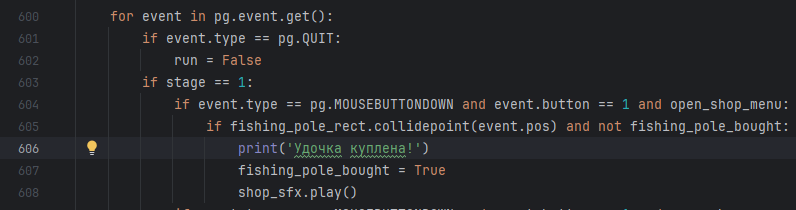 600 for event in pg.event.get():
601 if event.type == pg.QUIT:
602 run = False
603 if stage == 1:
604 if event.type == pg.MOUSEBUTTONDOWN and event.button == 1 and open_shop_menu:
605 if fishing_pole_rect.collidepoint(event.pos) and not fishing_pole_bought:
606 print('Удочка куплена!')
607 fishing_pole_bought = True
608 shop_sfx.play()